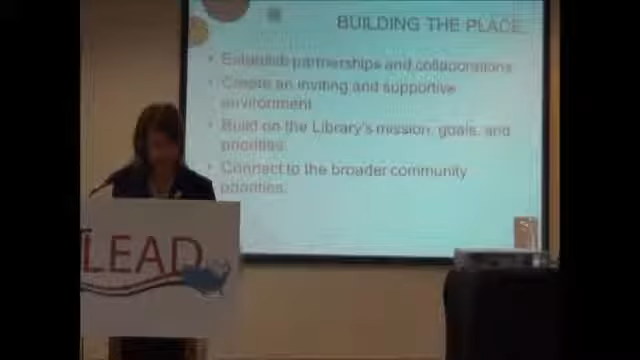 BUILDING THE PLACE
• Establish partnerships and collaborations
• Create an inviting and supportive
environment
• Build on the Library's mission, goals, and
priorities.
• Connect to the broader community
priorities.
LEAD